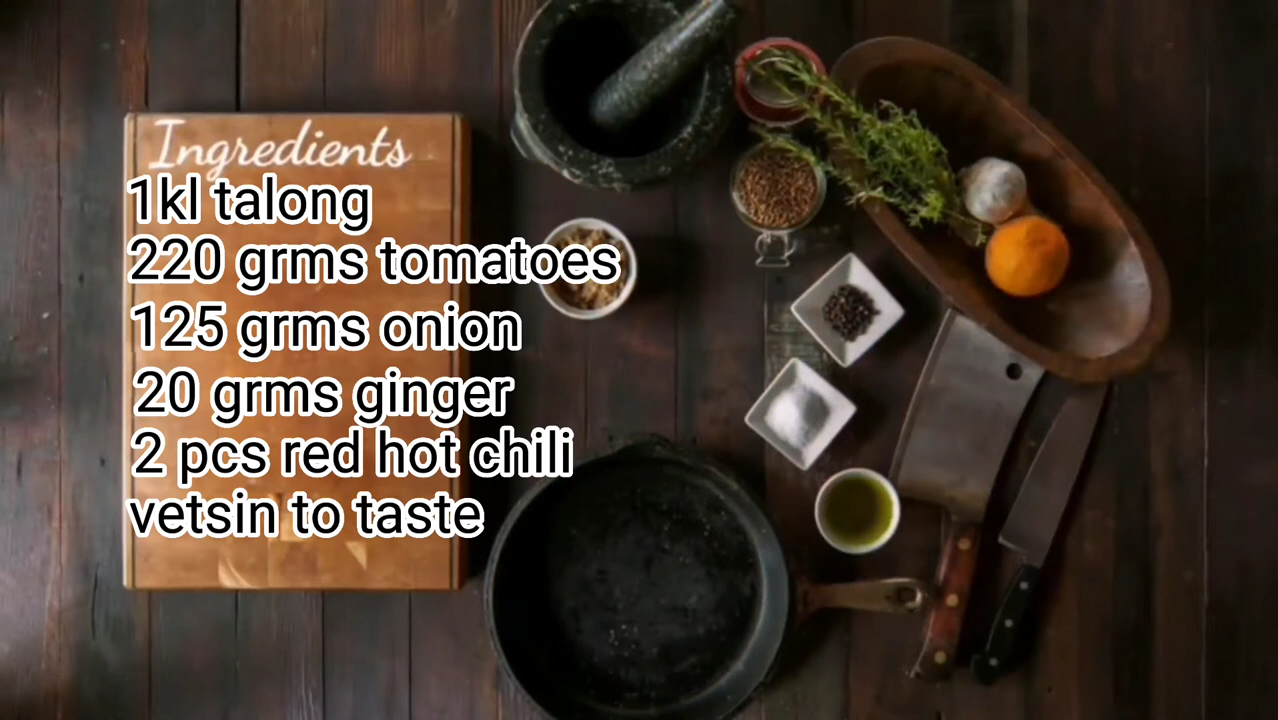 Ingredients
1kl talong
220 grms tomatoes
125 grms onion
20 grms ginger
2 pcs red hot chili
vetsin to taste